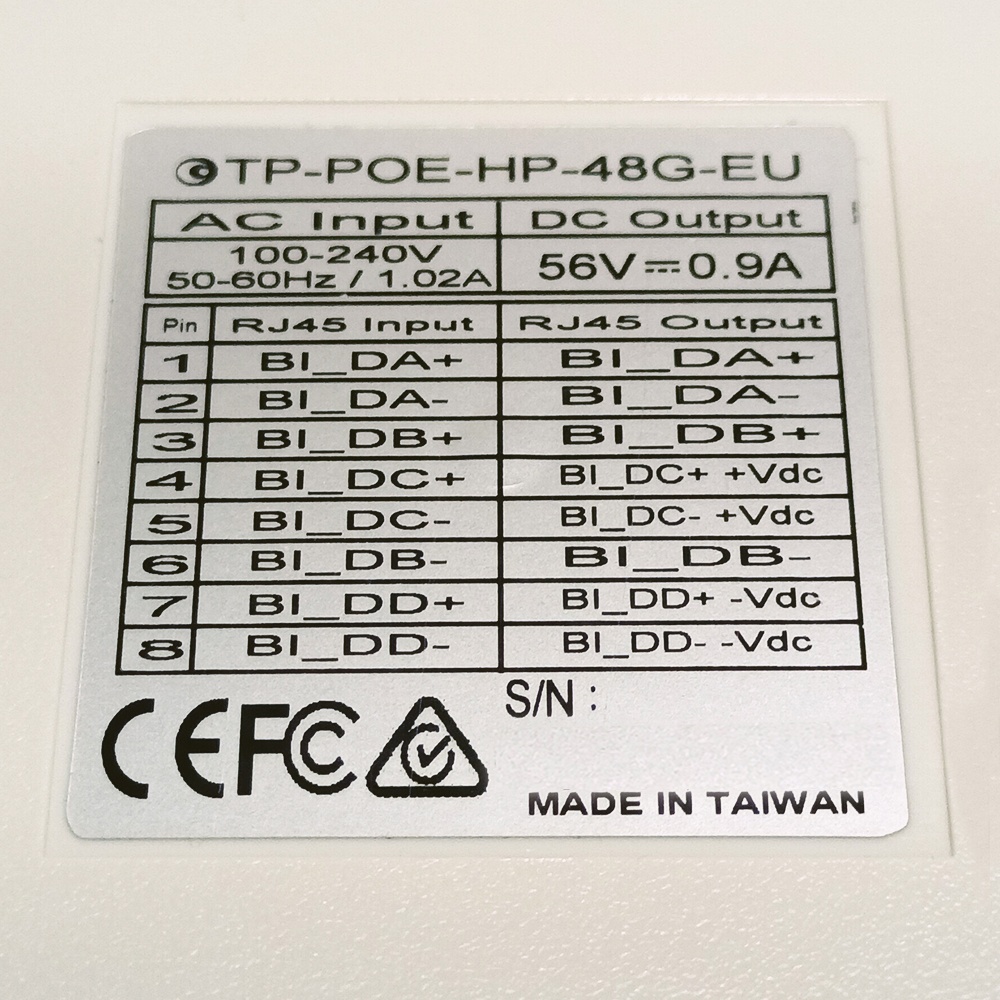 TP-POE-HP-48G-EU
AC Input DC Output
100-240V
50-60Hz / 1.02A 56V⎓0.9A
Pin RJ45 Input RJ45 Output
1 BI_DA+ BI_DA+
2 BI_DA- BI_DA-
3 BI_DB+ BI_DB+
4 BI_DC+ BI_DC+ +Vdc
5 BI_DC- BI_DC- +Vdc
6 BI_DB- BI_DB-
7 BI_DD+ BI_DD+ -Vdc
8 BI_DD- BI_DD- -Vdc
CE FC S/N :
MADE IN TAIWAN